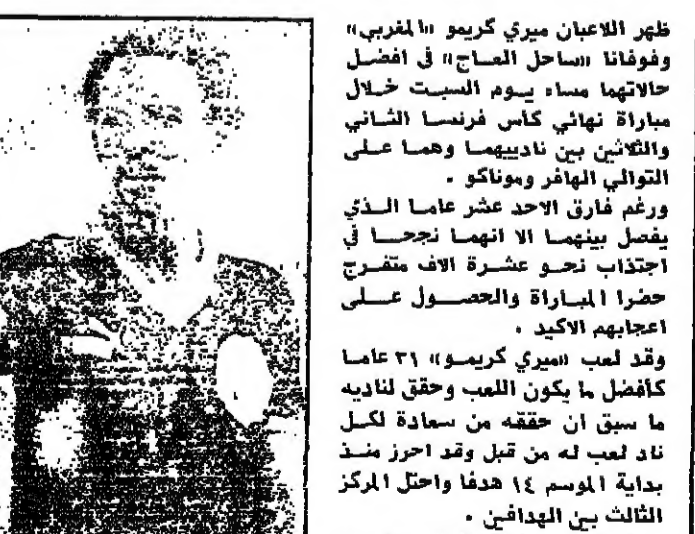 ظهر اللاعبان ميري كريمو «المغربي»
وفوفانا «ساحل العاج» في افضل
حالاتهما مساء يوم السبت خلال
مباراة نهائي كأس فرنسا الثاني
والثلاثين بين ناديهما وهما على
التوالي الهافر وموناكو .
ورغم فارق الاحد عشر عاما الذي
يفصل بينهما الا انهما نجحا في
اجتذاب نحو عشرة الاف متفرج
حضرا المباراة والحصول على
اعجابهم الاكيد .
وقد لعب «ميري كريمو» ٣١ عاما
كأفضل ما يكون اللعب وحقق لناديه
ما سبق ان حققه من سعادة لكل
ناد لعب له من قبل وقد احرز منذ
بداية الموسم ١٤ هدفا واحتل المركز
الثالث بين الهدافين .